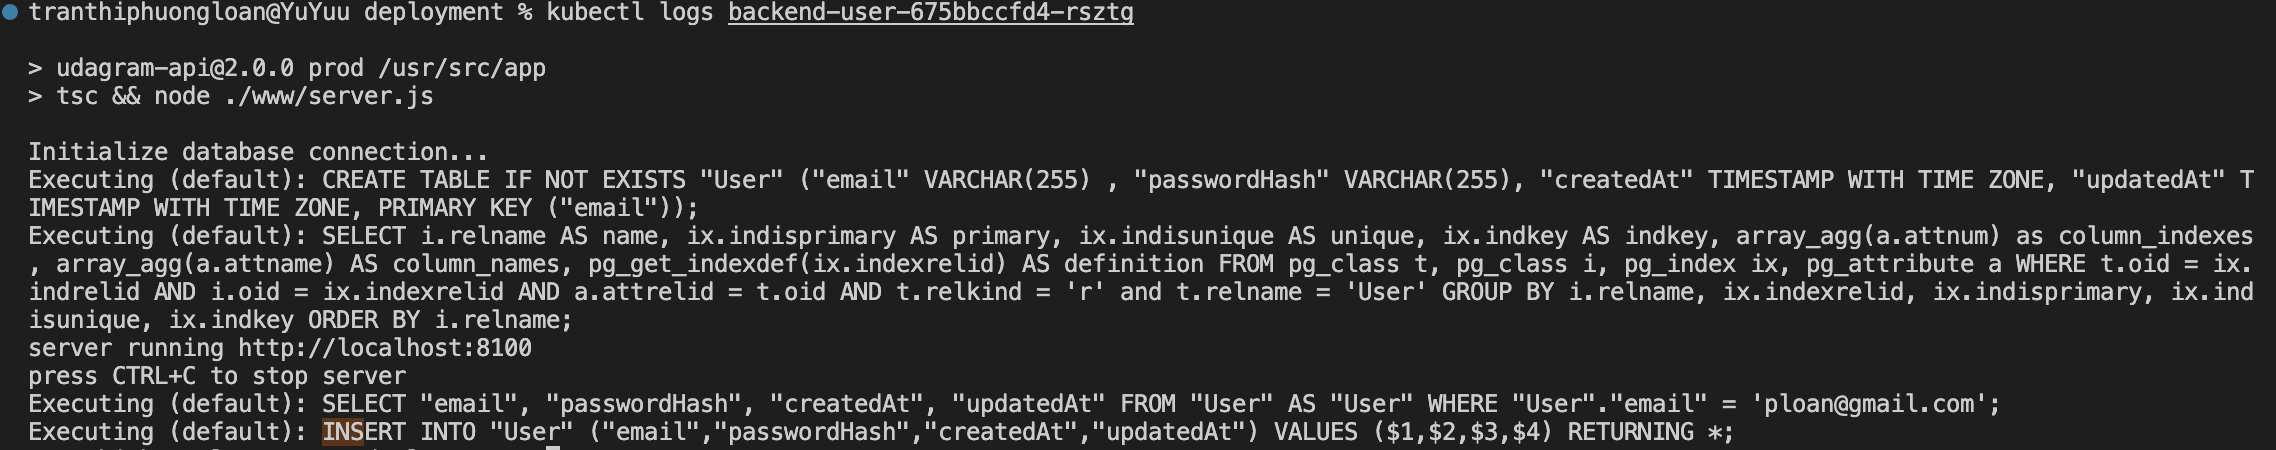 tranthiphuongloan@YuYuu deployment % kubectl logs backend-user-675bbccfd4-rsztg
> udagram-api@2.0.0 prod /usr/src/app
> tsc && node ./www/server.js
Initialize database connection...
Executing (default): CREATE TABLE IF NOT EXISTS "User" ("email" VARCHAR(255) , "passwordHash" VARCHAR(255), "createdAt" TIMESTAMP WITH TIME ZONE, "updatedAt" T
IMESTAMP WITH TIME ZONE, PRIMARY KEY ("email"));
Executing (default): SELECT i.relname AS name, ix.indisprimary AS primary, ix.indisunique AS unique, ix.indkey AS indkey, array_agg(a.attnum) as column_indexes
, array_agg(a.attname) AS column_names, pg_get_indexdef(ix.indexrelid) AS definition FROM pg_class t, pg_class i, pg_index ix, pg_attribute a WHERE t.oid = ix.
indrelid AND i.oid = ix.indexrelid AND a.attrelid = t.oid AND t.relkind = 'r' and t.relname = 'User' GROUP BY i.relname, ix.indexrelid, ix.indisprimary, ix.ind
isunique, ix.indkey ORDER BY i.relname;
server running http://localhost:8100
press CTRL+C to stop server
Executing (default): SELECT "email", "passwordHash", "createdAt", "updatedAt" FROM "User" AS "User" WHERE "User"."email" = 'ploan@gmail.com';
Executing (default): INSERT INTO "User" ("email","passwordHash","createdAt","updatedAt") VALUES ($1,$2,$3,$4) RETURNING *;